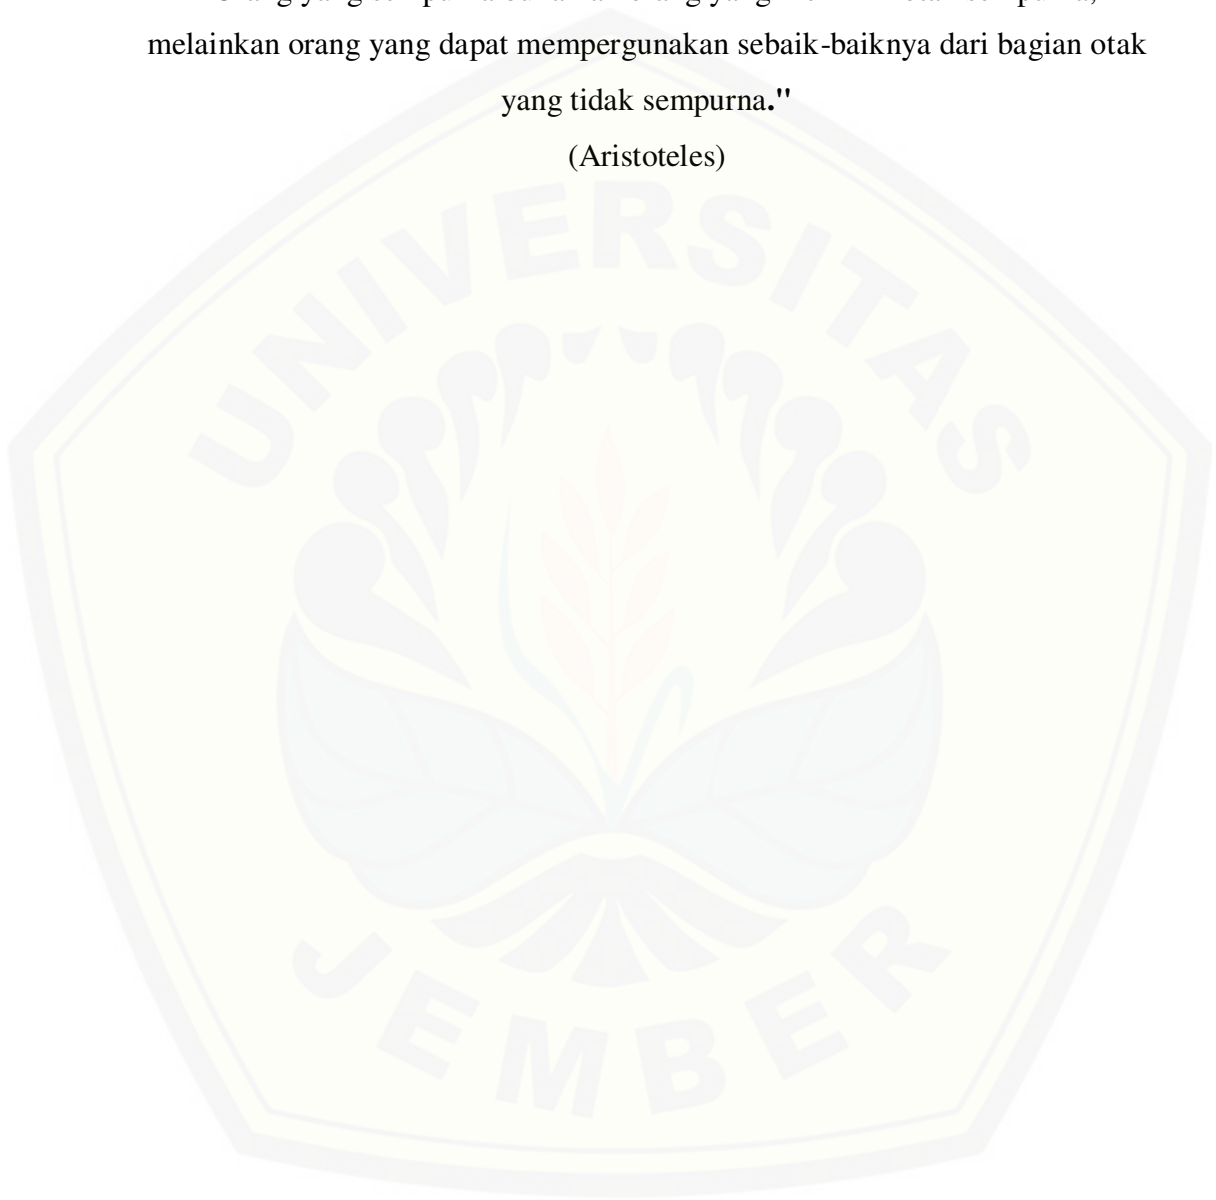 melainkan orang yang dapat mempergunakan sebaik-baiknya dari bagian otak
yang tidak sempurna."
(Aristoteles)
UNIVERSITAS
JEMBER